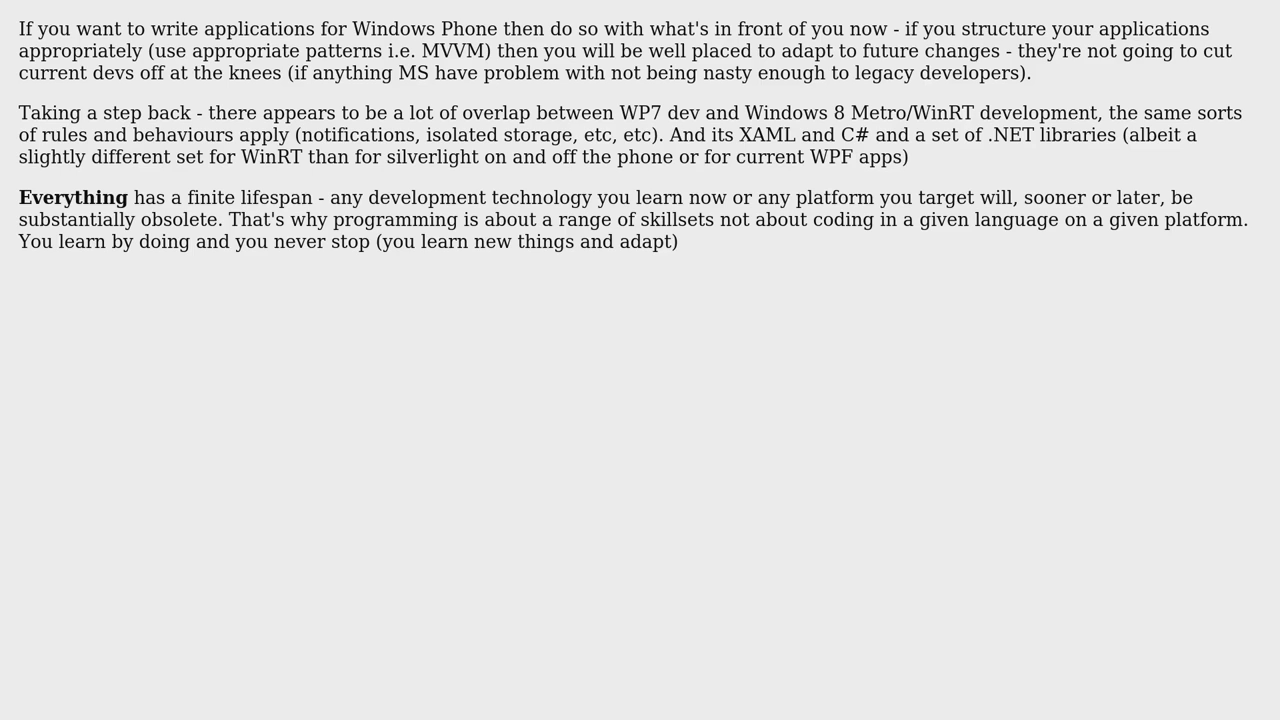 If you want to write applications for Windows Phone then do so with what's in front of you now - if you structure your applications
appropriately (use appropriate patterns i.e. MVVM) then you will be well placed to adapt to future changes - they're not going to cut
current devs off at the knees (if anything MS have problem with not being nasty enough to legacy developers).
Taking a step back - there appears to be a lot of overlap between WP7 dev and Windows 8 Metro/WinRT development, the same sorts
of rules and behaviours apply (notifications, isolated storage, etc, etc). And its XAML and C# and a set of .NET libraries (albeit a
slightly different set for WinRT than for silverlight on and off the phone or for current WPF apps)
Everything has a finite lifespan - any development technology you learn now or any platform you target will, sooner or later, be
substantially obsolete. That's why programming is about a range of skillsets not about coding in a given language on a given platform.
You learn by doing and you never stop (you learn new things and adapt)